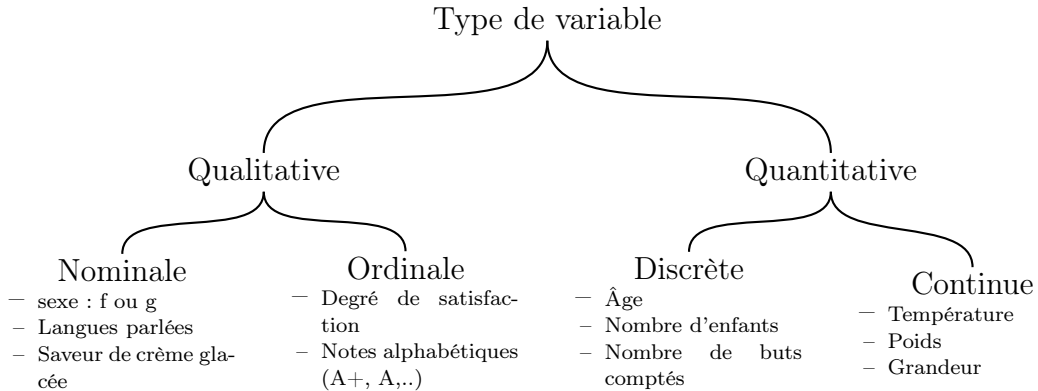 Type de variable
Qualitative
Quantitative
Nominale
– sexe : f ou g
– Langues parlées
– Saveur de crème gla-
cée
Ordinale
– Degré de satisfac-
tion
– Notes alphabétiques
(A+, A,..)
Discrète
– Âge
– Nombre d'enfants
– Nombre de buts
comptés
Continue
– Température
– Poids
– Grandeur